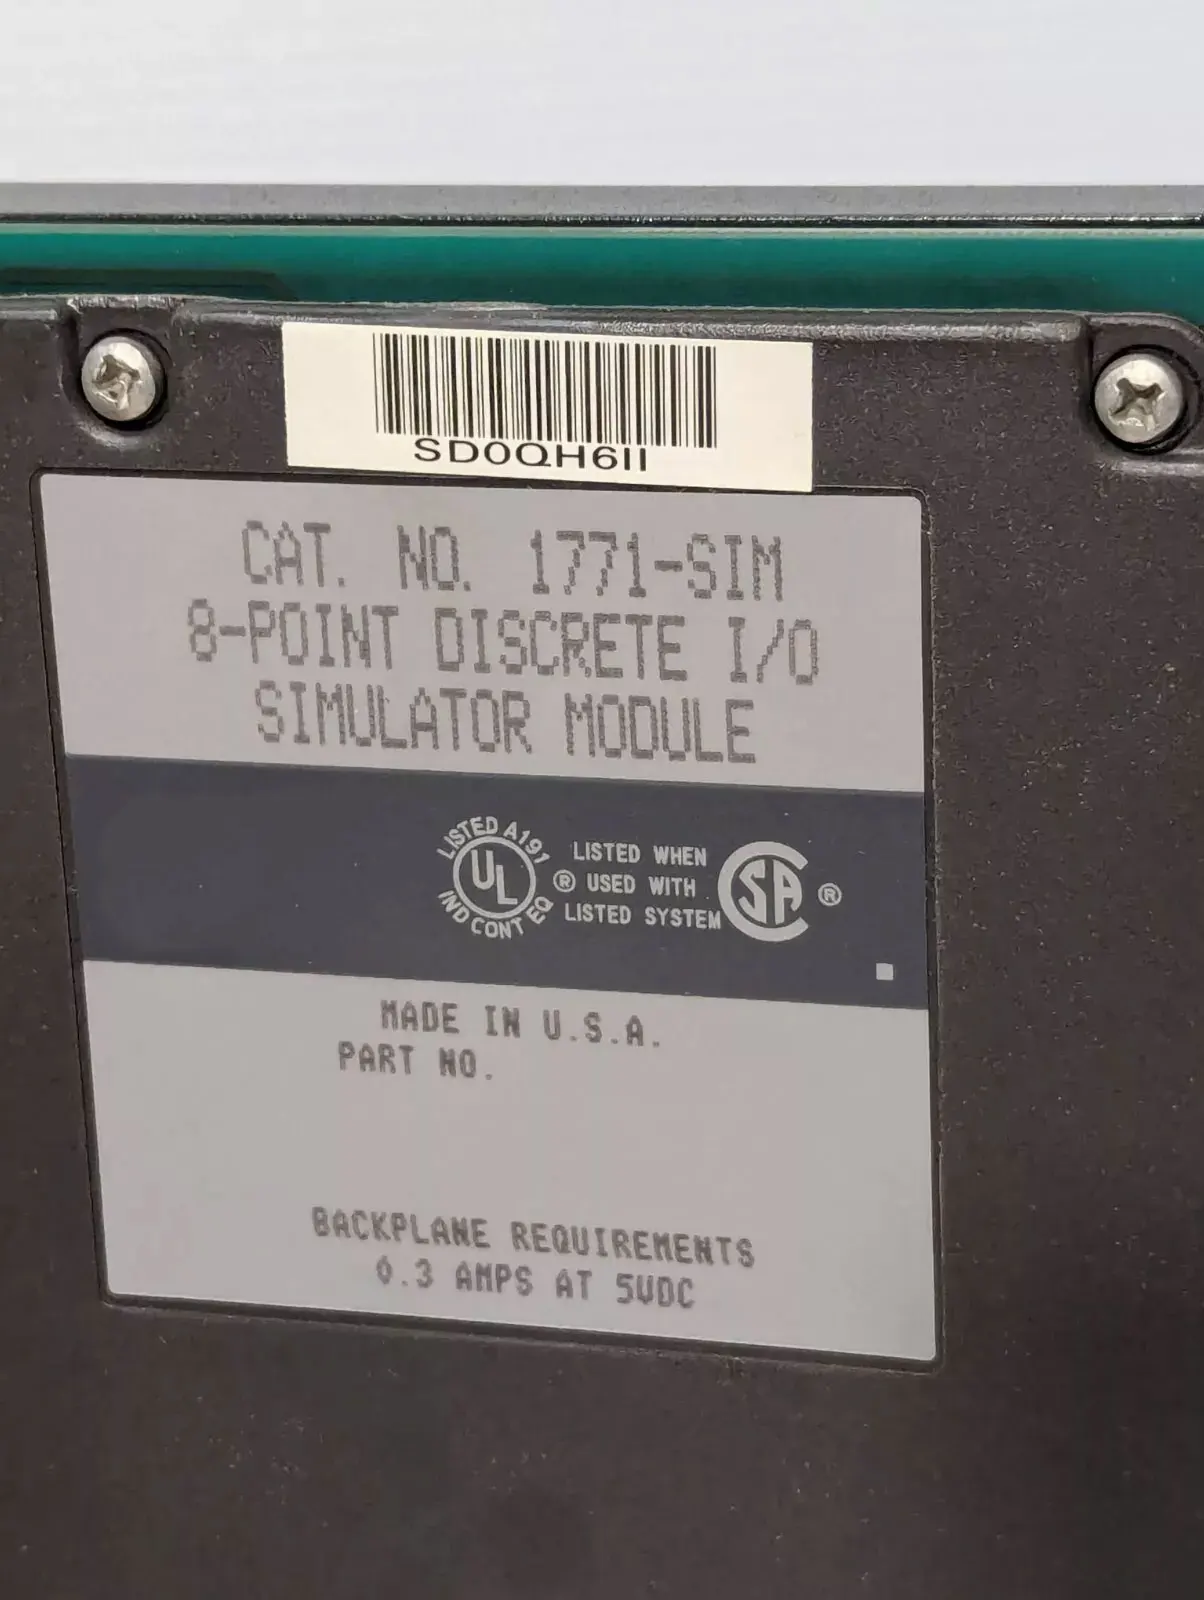 SD0QH6II
CAT. NO. 1771-SIM
8-POINT DISCRETE I/O
SIMULATOR MODULE
LISTED A191
UL
®
IND CONT EQ
LISTED WHEN
USED WITH
LISTED SYSTEM
SA ®
MADE IN U.S.A.
PART NO.
BACKPLANE REQUIREMENTS
0.3 AMPS AT 5VDC